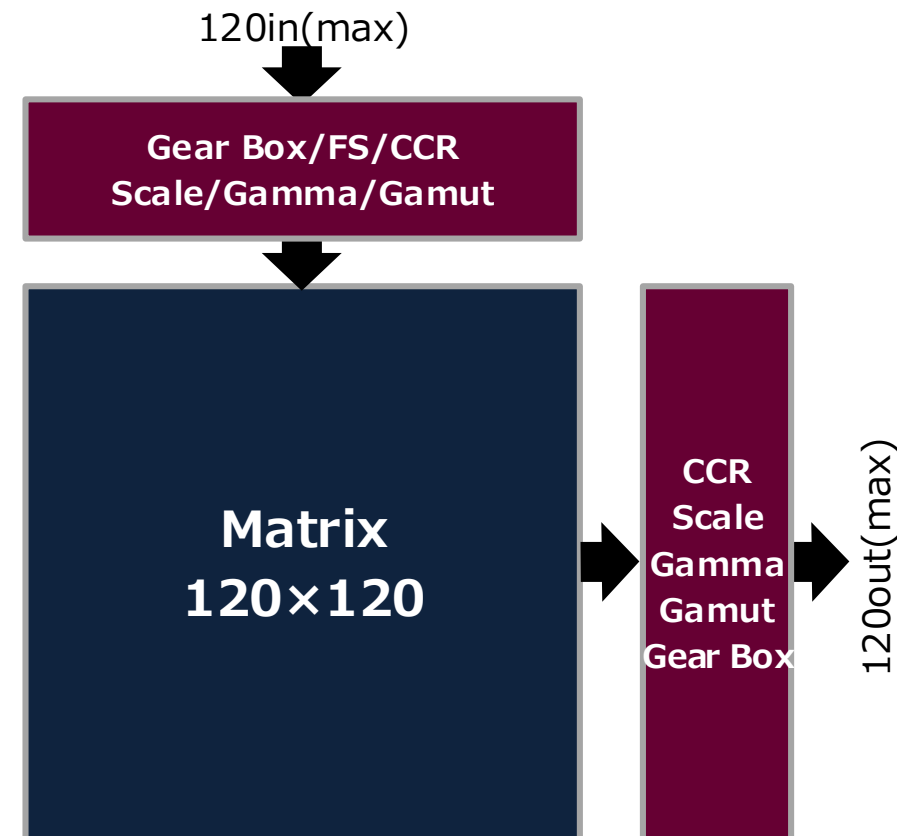 120in(max)
Gear Box/FS/CCR
Scale/Gamma/Gamut
Matrix
120×120
CCR
Scale
Gamma
Gamut
Gear Box
120out(max)